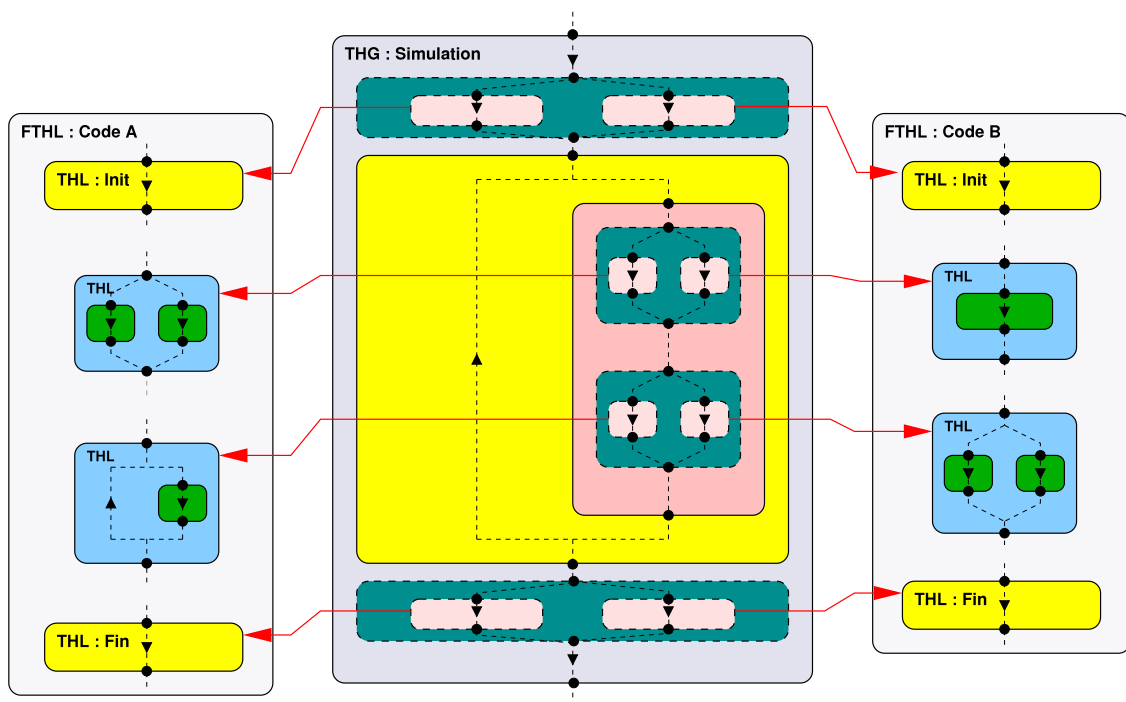 THG : Simulation
FTHL : Code A
THL : Init
THL
THL
THL : Fin
FTHL : Code B
THL : Init
THL
THL
THL : Fin